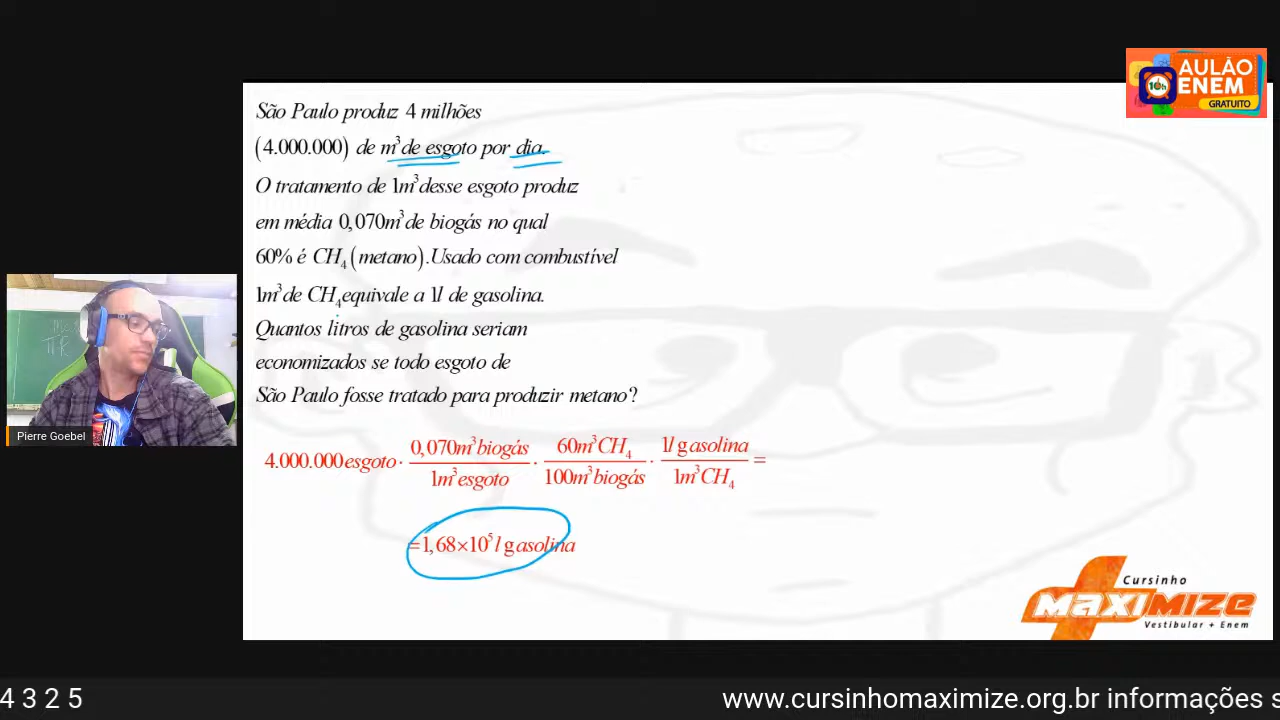 AULÃO
ENEM
GRATUITO
10h
São Paulo produz 4 milhões
(4.000.000) de m³ de esgoto por dia.
O tratamento de 1m³ desse esgoto produz
em média 0,070m³ de biogás no qual
60% é CH₄ (metano). Usado com combustível
1m³ de CH₄ equivale a 1l de gasolina.
Quantos litros de gasolina seriam
economizados se todo esgoto de
São Paulo fosse tratado para produzir metano?
4.000.000 esgoto · 0,070m³ biogás / 1m³ esgoto · 60m³ CH₄ / 100m³ biogás · 1l gasolina / 1m³ CH₄ =
=1,68×10⁵ l gasolina
Pierre Goebel
Cursinho
MAXIMIZE
Vestibular + Enem
4 3 2 5
www.cursinhomaximize.org.br informações